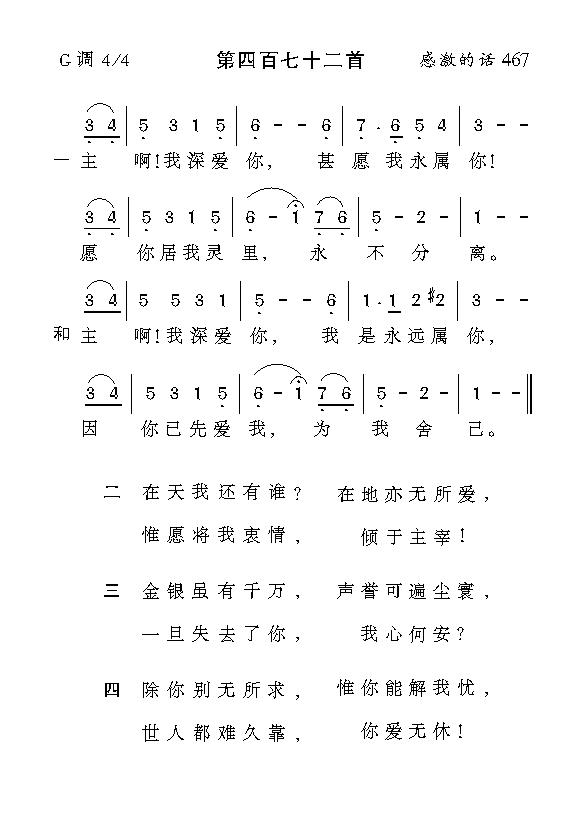 G调 4/4 第四百七十二首 感激的话 467
3 4 | 5 3 1 5 | 6 - - 6 | 7 . 6 5 4 | 3 - -
一主 啊！我深爱你， 甚愿我永属你！
3 4 | 5 3 1 5 | 6 - 1 7 6 | 5 - 2 - | 1 - -
愿 你居我灵里， 永不分离。
3 4 | 5 5 3 1 | 5 - - 6 | 1 . 1 2 #2 | 3 - -
和主 啊！我深爱你， 我是永远属你，
3 4 | 5 3 1 5 | 6 - 1 7 6 | 5 - 2 - | 1 - - ‖
因 你已先爱我， 为我舍己。
二 在天我还有谁？ 在地亦无所爱，
惟愿将我衷情， 倾于主宰！
三 金银虽有千万， 声誉可遍尘寰，
一旦失去了你， 我心何安？
四 除你别无所求， 惟你能解我忧，
世人都难久靠， 你爱无休！